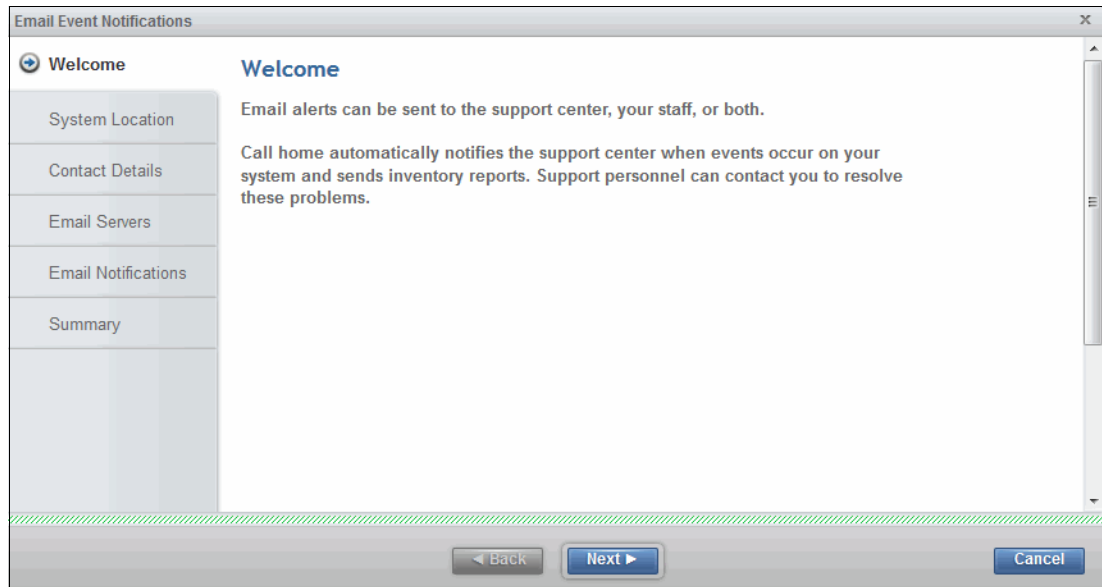 Email Event Notifications
x
Welcome
System Location
Contact Details
Email Servers
Email Notifications
Summary
Welcome
Email alerts can be sent to the support center, your staff, or both.
Call home automatically notifies the support center when events occur on your
system and sends inventory reports. Support personnel can contact you to resolve
these problems.
Back
Next
Cancel